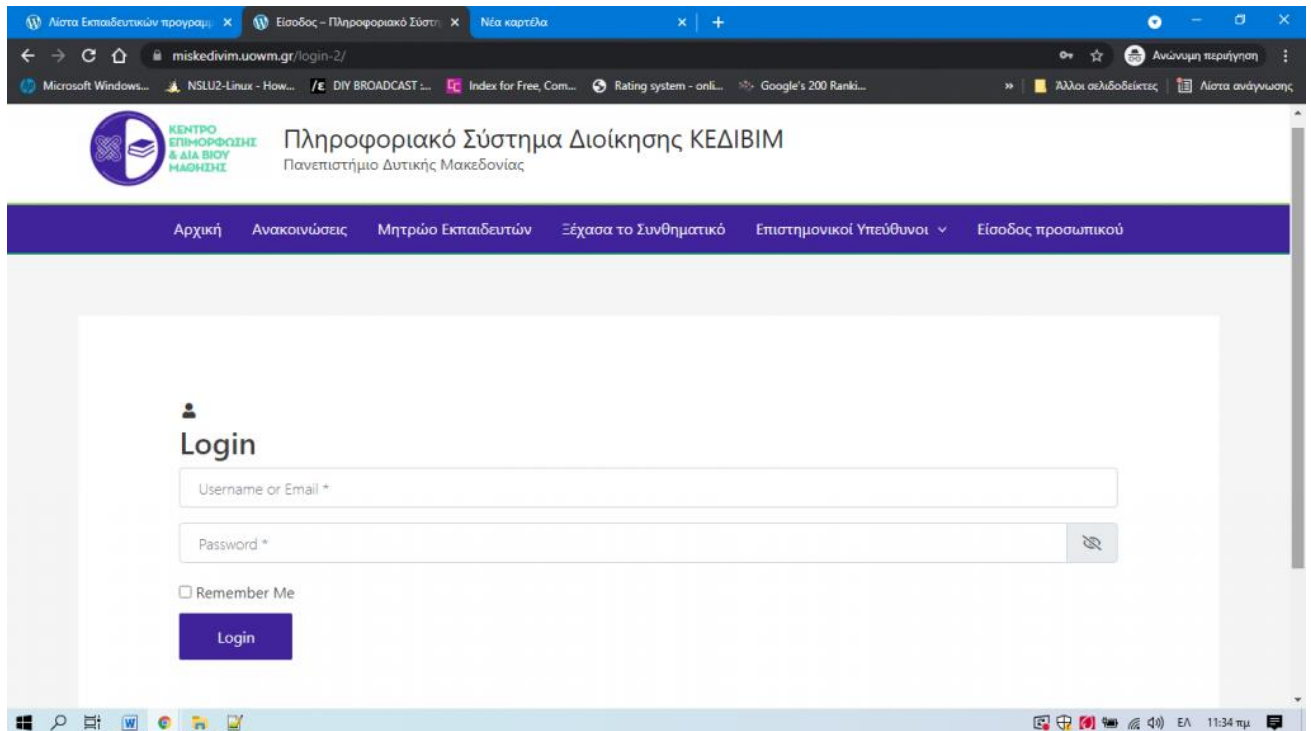 Λίστα Εκπαιδευτικών προγραμμ
Είσοδος – Πληροφοριακό Σύστη
Νέα καρτέλα
miskedivim.uowm.gr/login-2/
Ανώνυμη περιήγηση
Microsoft Windows...
NSLU2-Linux - How...
DIY BROADCAST :...
Index for Free, Com...
Rating system - onli...
Google's 200 Ranki...
»
Άλλοι σελιδοδείκτες
Λίστα ανάγνωσης
ΚΕΝΤΡΟ
ΕΠΙΜΟΡΦΩΣΗΣ
& ΔΙΑ ΒΙΟΥ
ΜΑΘΗΣΗΣ
Πληροφοριακό Σύστημα Διοίκησης ΚΕΔΙΒΙΜ
Πανεπιστήμιο Δυτικής Μακεδονίας
Αρχική Ανακοινώσεις Μητρώο Εκπαιδευτών Ξέχασα το Συνθηματικό Επιστημονικοί Υπεύθυνοι Είσοδος προσωπικού
Login
Username or Email *
Password *
Remember Me
Login
ΕΛ 11:34 πμ